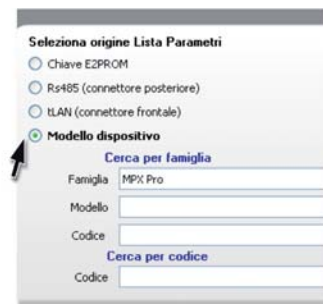 Seleziona origine Lista Parametri
Chiave E2PROM
Rs485 (connettore posteriore)
tLAN (connettore frontale)
Modello dispositivo
Cerca per famiglia
Famiglia MPX Pro
Modello
Codice
Cerca per codice
Codice